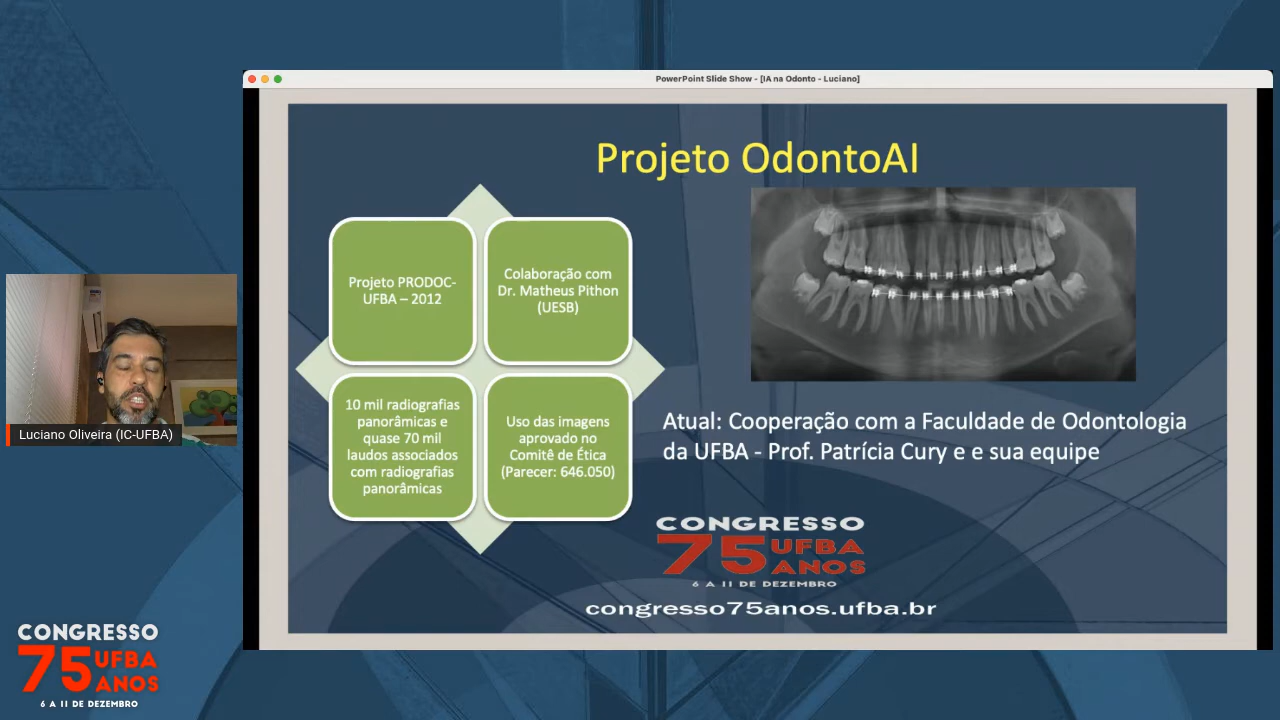 PowerPoint Slide Show - [IA na Odonto - Luciano]
Projeto OdontoAI
Projeto PRODOC-
UFBA – 2012
Colaboração com
Dr. Matheus Pithon
(UESB)
10 mil radiografias
panorâmicas e
quase 70 mil
laudos associados
com radiografias
panorâmicas
Uso das imagens
aprovado no
Comitê de Ética
(Parecer: 646.050)
Atual: Cooperação com a Faculdade de Odontologia
da UFBA - Prof. Patrícia Cury e e sua equipe
CONGRESSO
75 UFBA
ANOS
6 A 11 DE DEZEMBRO
congresso75anos.ufba.br
Luciano Oliveira (IC-UFBA)
CONGRESSO
75 UFBA
ANOS
6 A 11 DE DEZEMBRO